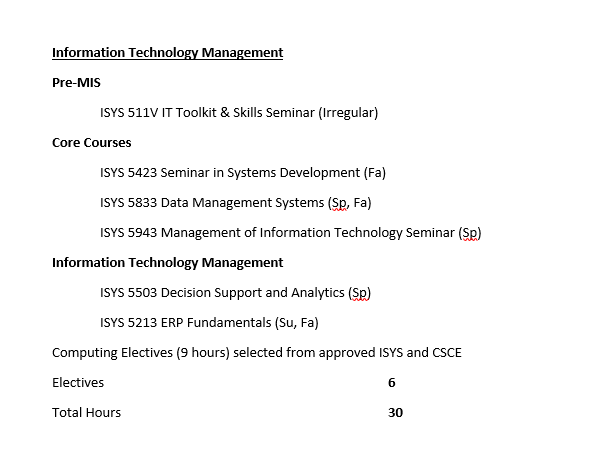 Information Technology Management
Pre-MIS
ISYS 511V IT Toolkit & Skills Seminar (Irregular)
Core Courses
ISYS 5423 Seminar in Systems Development (Fa)
ISYS 5833 Data Management Systems (Sp, Fa)
ISYS 5943 Management of Information Technology Seminar (Sp)
Information Technology Management
ISYS 5503 Decision Support and Analytics (Sp)
ISYS 5213 ERP Fundamentals (Su, Fa)
Computing Electives (9 hours) selected from approved ISYS and CSCE
Electives 6
Total Hours 30